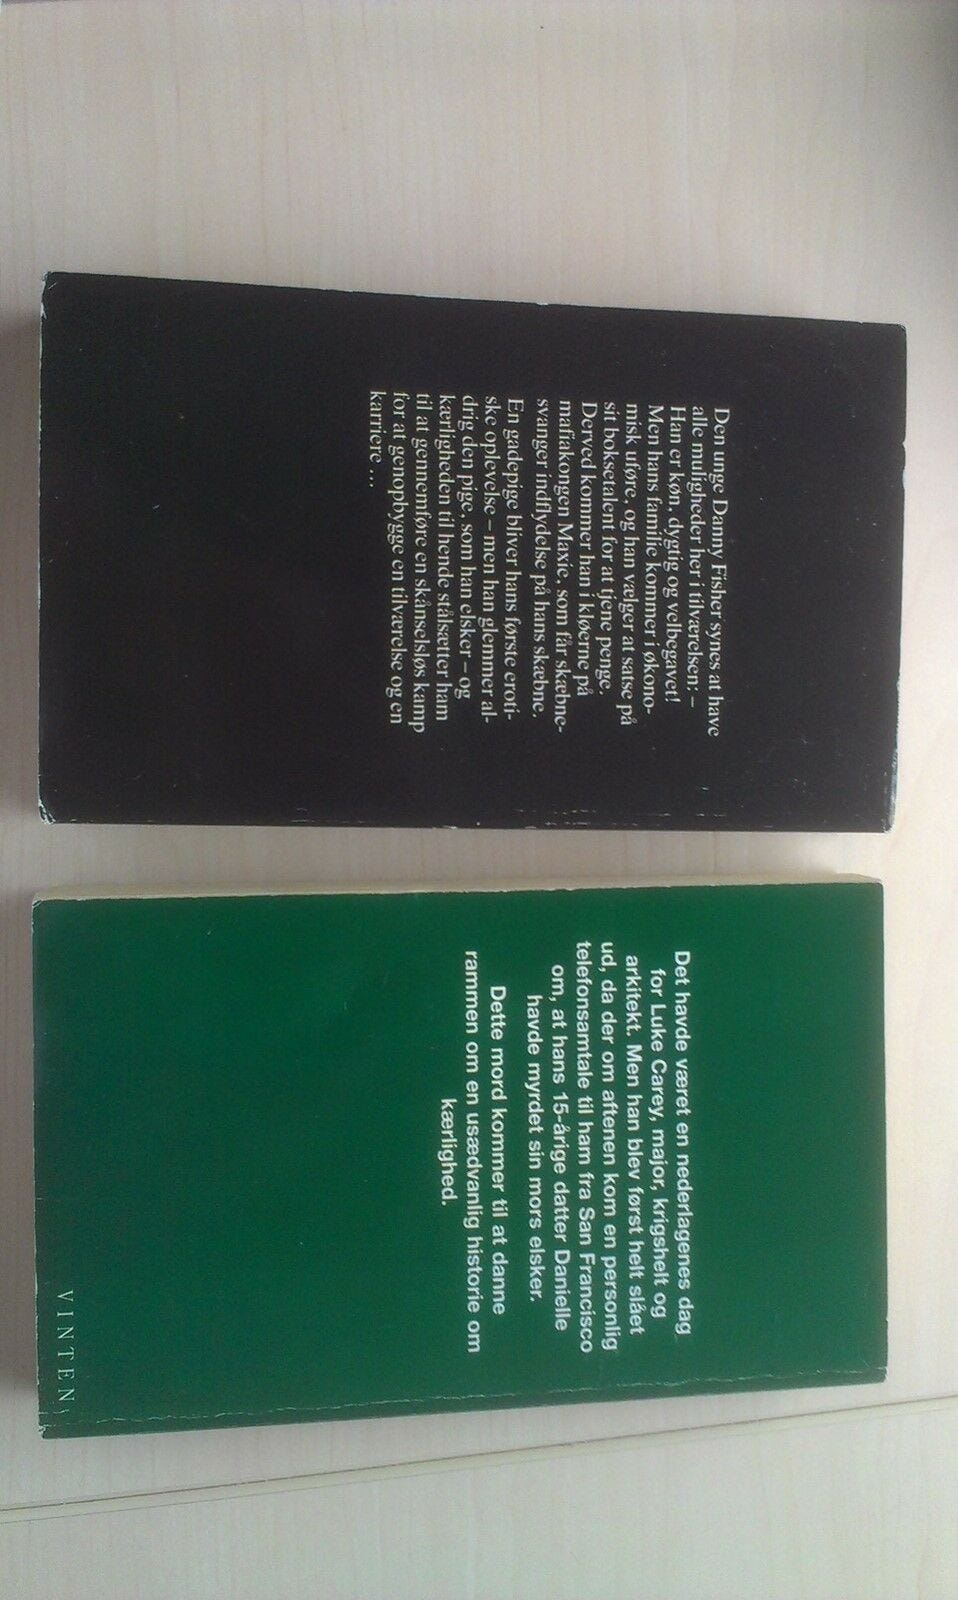 Den unge Danny Fisher synes at have
alle muligheder her i tilværelsen: –
Han er køn, dygtig og velbegavet!
Men hans familie kommer i økono-
misk uføre, og han vælger at satse på
sit boksetalent for at tjene penge.
Derved kommer han i kløerne på
mafiakongen Maxie, som får skæbne-
svanger indflydelse på hans skæbne.
En gadepige bliver hans første eroti-
ske oplevelse – men han glemmer al-
drig den pige, som han elsker – og
kærligheden til hende stålsætter ham
til at gennemføre en skånselsløs kamp
for at genopbygge en tilværelse og en
karriere ...
Det havde været en nederlagenes dag
for Luke Carey, major, krigshelt og
arkitekt. Men han blev først helt slået
ud, da der om aftenen kom en personlig
telefonsamtale til ham fra San Francisco
om, at hans 15-årige datter Danielle
havde myrdet sin mors elsker.
Dette mord kommer til at danne
rammen om en usædvanlig historie om
kærlighed.
VINTEN